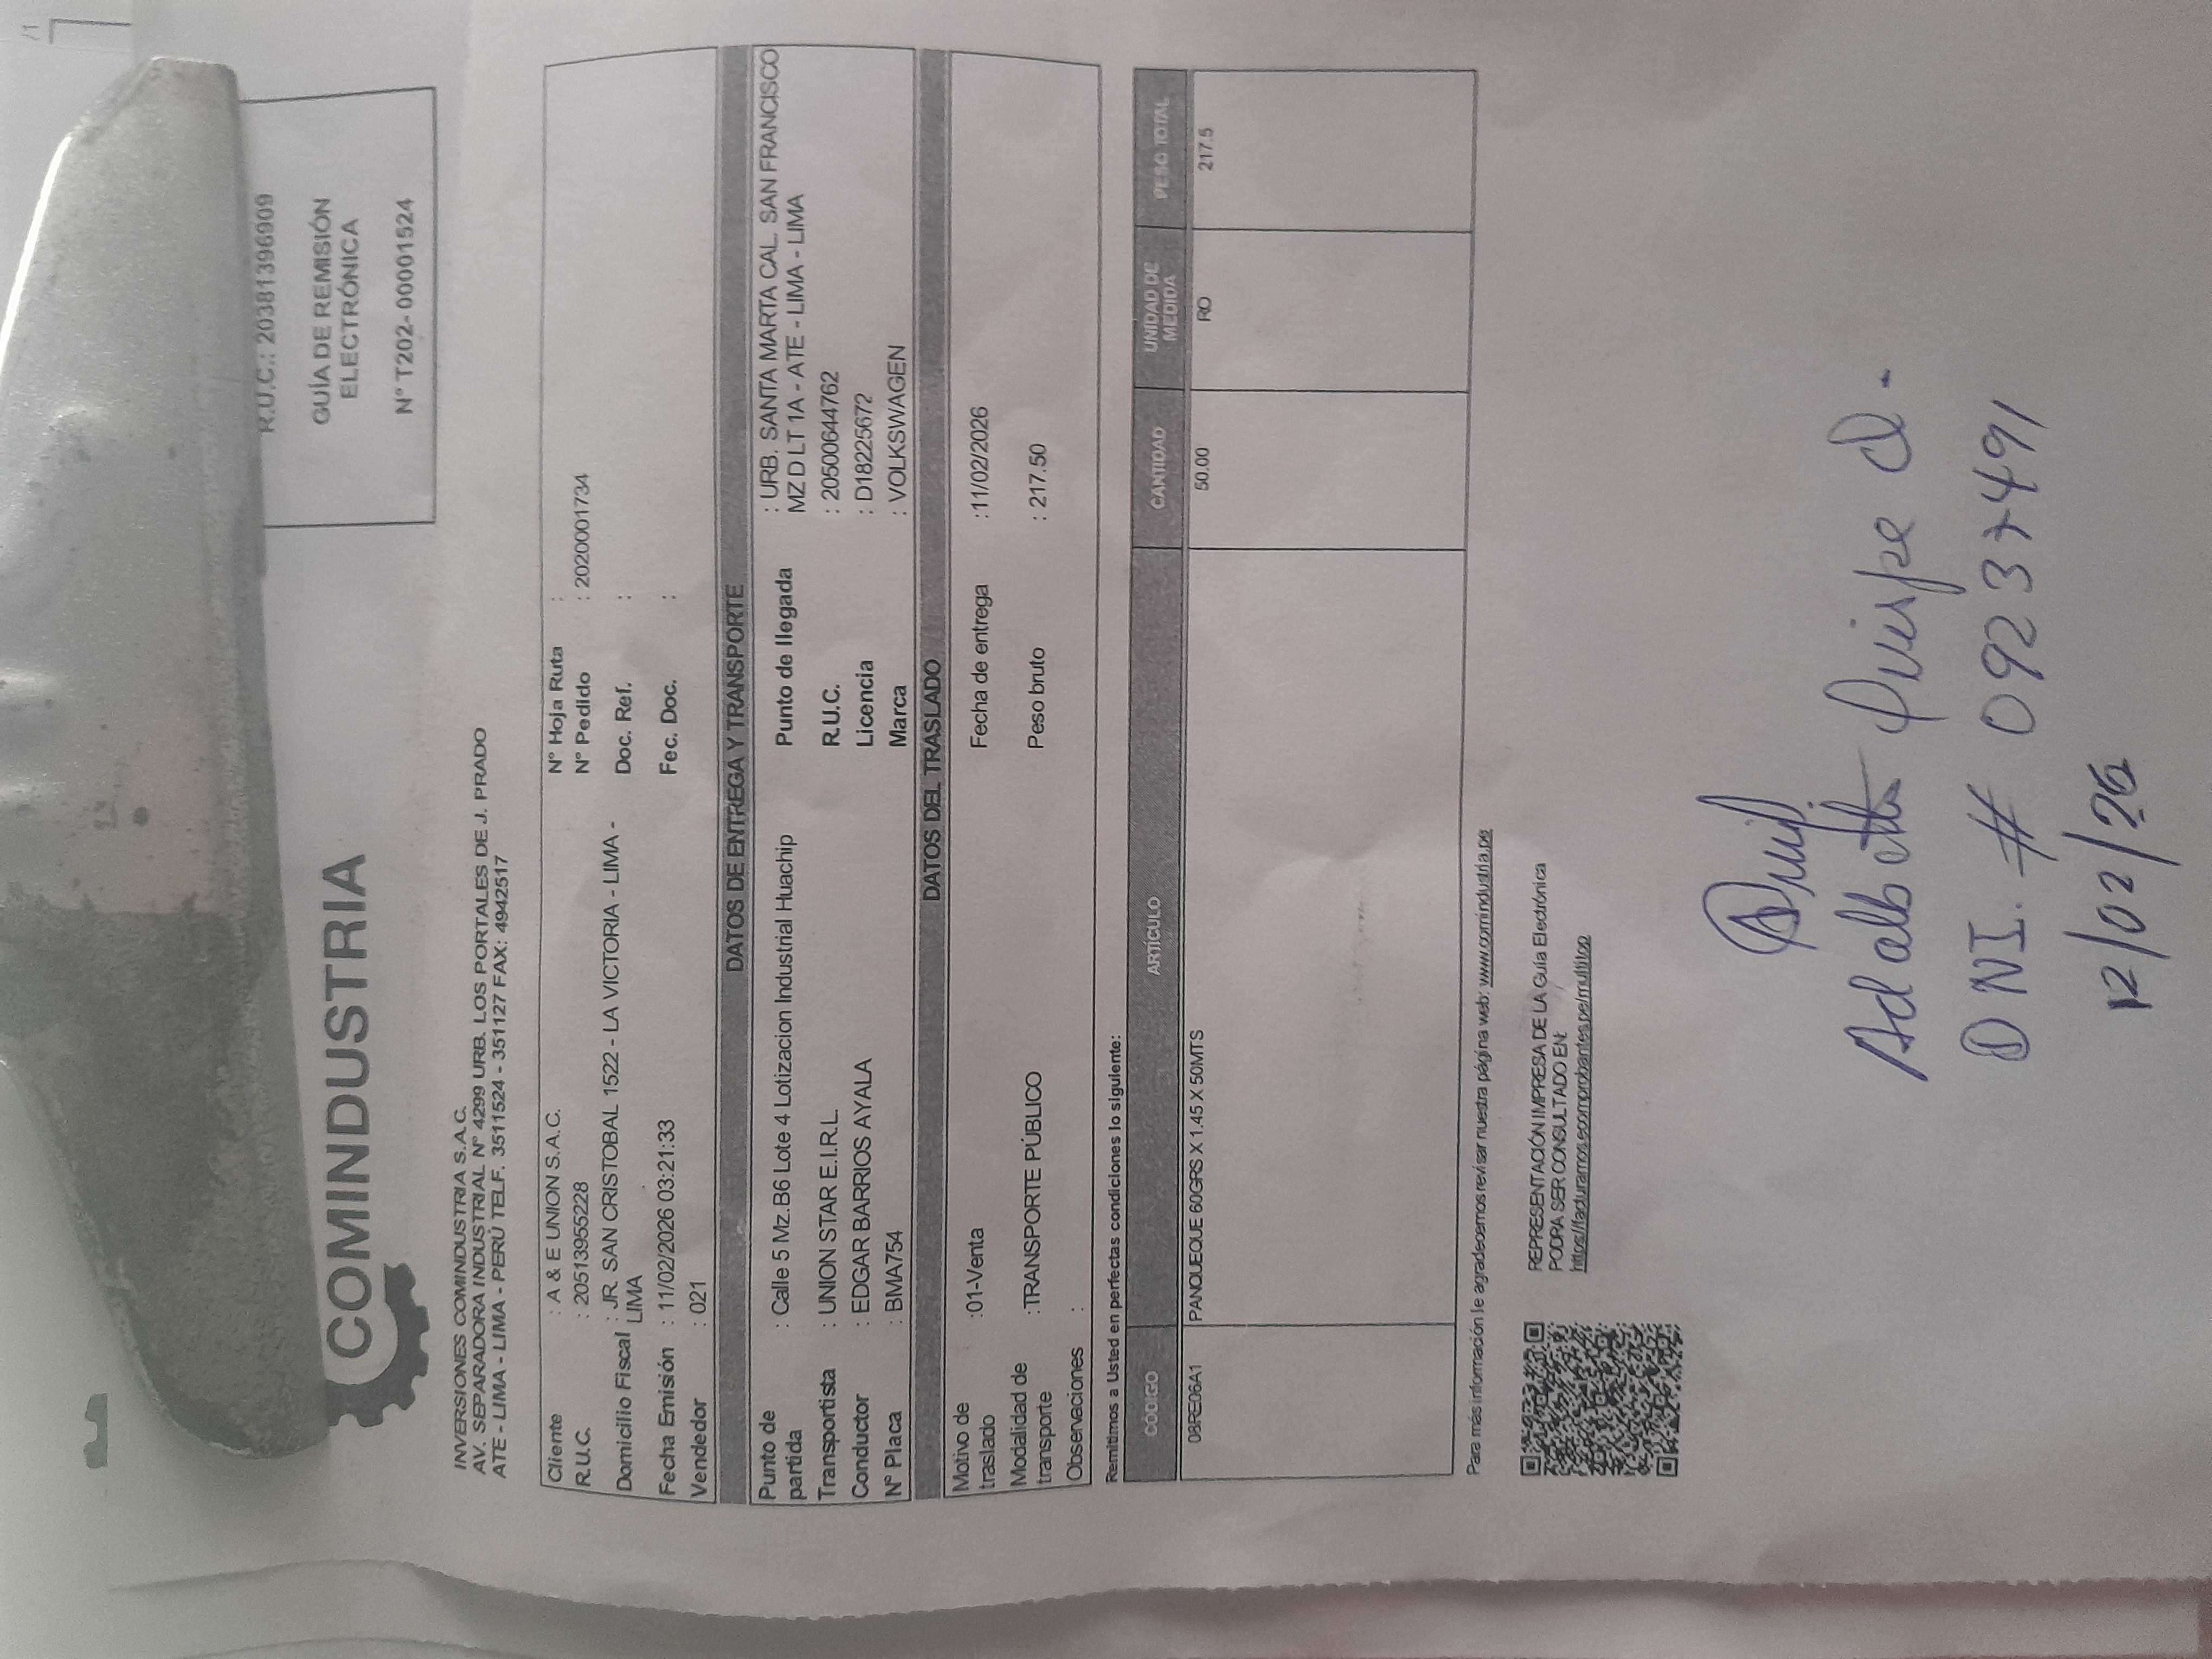 R.U.C.: 20381396909
GUÍA DE REMISIÓN
ELECTRÓNICA
N° T202- 00001524
COMINDUSTRIA
INVERSIONES COMINDUSTRIA S.A.C.
AV. SEPARADORA INDUSTRIAL N° 4299 URB. LOS PORTALES DE J. PRADO
ATE - LIMA - LIMA - PERÚ TELF. 3511524 - 3511127 FAX: 4942517
Cliente : A & E UNION S.A.C. N° Hoja Ruta :
R.U.C. : 20513955228 N° Pedido : 2020001734
Domicilio Fiscal : JR. SAN CRISTOBAL 1522 - LA VICTORIA - LIMA - Doc. Ref. :
LIMA
Fecha Emisión : 11/02/2026 03:21:33 Fec. Doc. :
Vendedor : 021
DATOS DE ENTREGA Y TRANSPORTE
Punto de : Calle 5 Mz.B6 Lote 4 Lotizacion Industrial Huachip Punto de llegada : URB. SANTA MARTA CAL. SAN FRANCISCO
partida MZ D LT 1A - ATE - LIMA - LIMA
Transportista : UNION STAR E.I.R.L. R.U.C. : 20500644762
Conductor : EDGAR BARRIOS AYALA Licencia : D18225672
N° Placa : BMA754 Marca : VOLKSWAGEN
DATOS DEL TRASLADO
Motivo de :01-Venta Fecha de entrega :11/02/2026
traslado
Modalidad de :TRANSPORTE PÚBLICO Peso bruto : 217.50
transporte
Observaciones :
Remitimos a Usted en perfectas condiciones lo siguiente:
CÓDIGO ARTÍCULO CANTIDAD UNIDAD DE MEDIDA PESO TOTAL
08RE06A1 PANQUEQUE 60GRS X 1.45 X 50MTS 50.00 RO 217.5
Para más información le agradecemos revisar nuestra página web: www.comindustria.pe
REPRESENTACIÓN IMPRESA DE LA Guía Electrónica
PODRA SER CONSULTADO EN:
https://facturamos.ecomprobantes.pe/multitop
Adalberto Quispe Q.
DNI. # 09237491
12/02/26